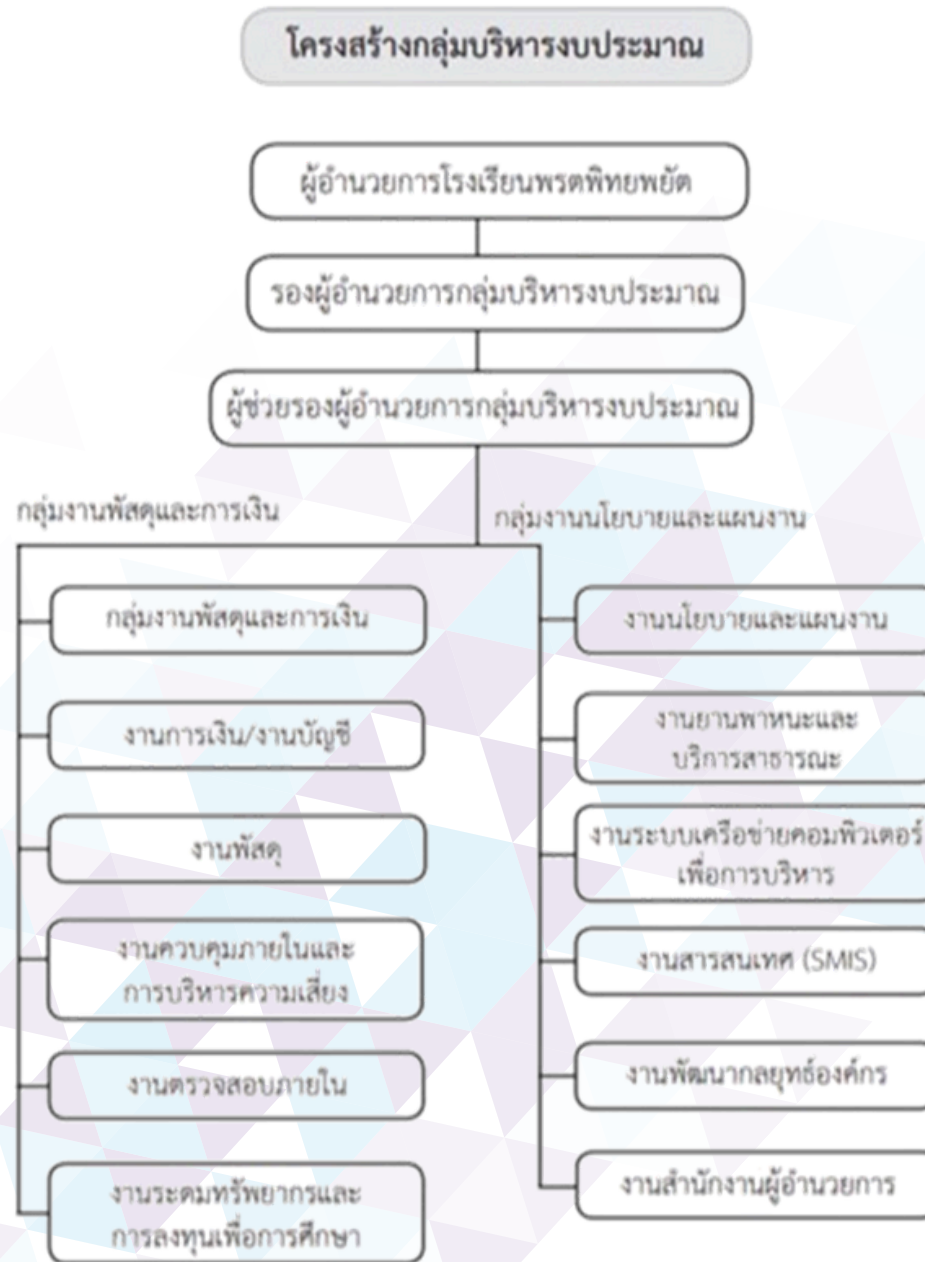 โครงสร้างกลุ่มบริหารงบประมาณ
ผู้อำนวยการโรงเรียนพรตพิทยพยัต
รองผู้อำนวยการกลุ่มบริหารงบประมาณ
ผู้ช่วยรองผู้อำนวยการกลุ่มบริหารงบประมาณ
กลุ่มงานพัสดุและการเงิน
กลุ่มงานพัสดุและการเงิน
งานการเงิน/งานบัญชี
งานพัสดุ
งานควบคุมภายในและ
การบริหารความเสี่ยง
งานตรวจสอบภายใน
งานระดมทรัพยากรและ
การลงทุนเพื่อการศึกษา
กลุ่มงานนโยบายและแผนงาน
งานนโยบายและแผนงาน
งานยานพาหนะและ
บริการสาธารณะ
งานระบบเครือข่ายคอมพิวเตอร์
เพื่อการบริหาร
งานสารสนเทศ (SMIS)
งานพัฒนากลยุทธ์องค์กร
งานสำนักงานผู้อำนวยการ